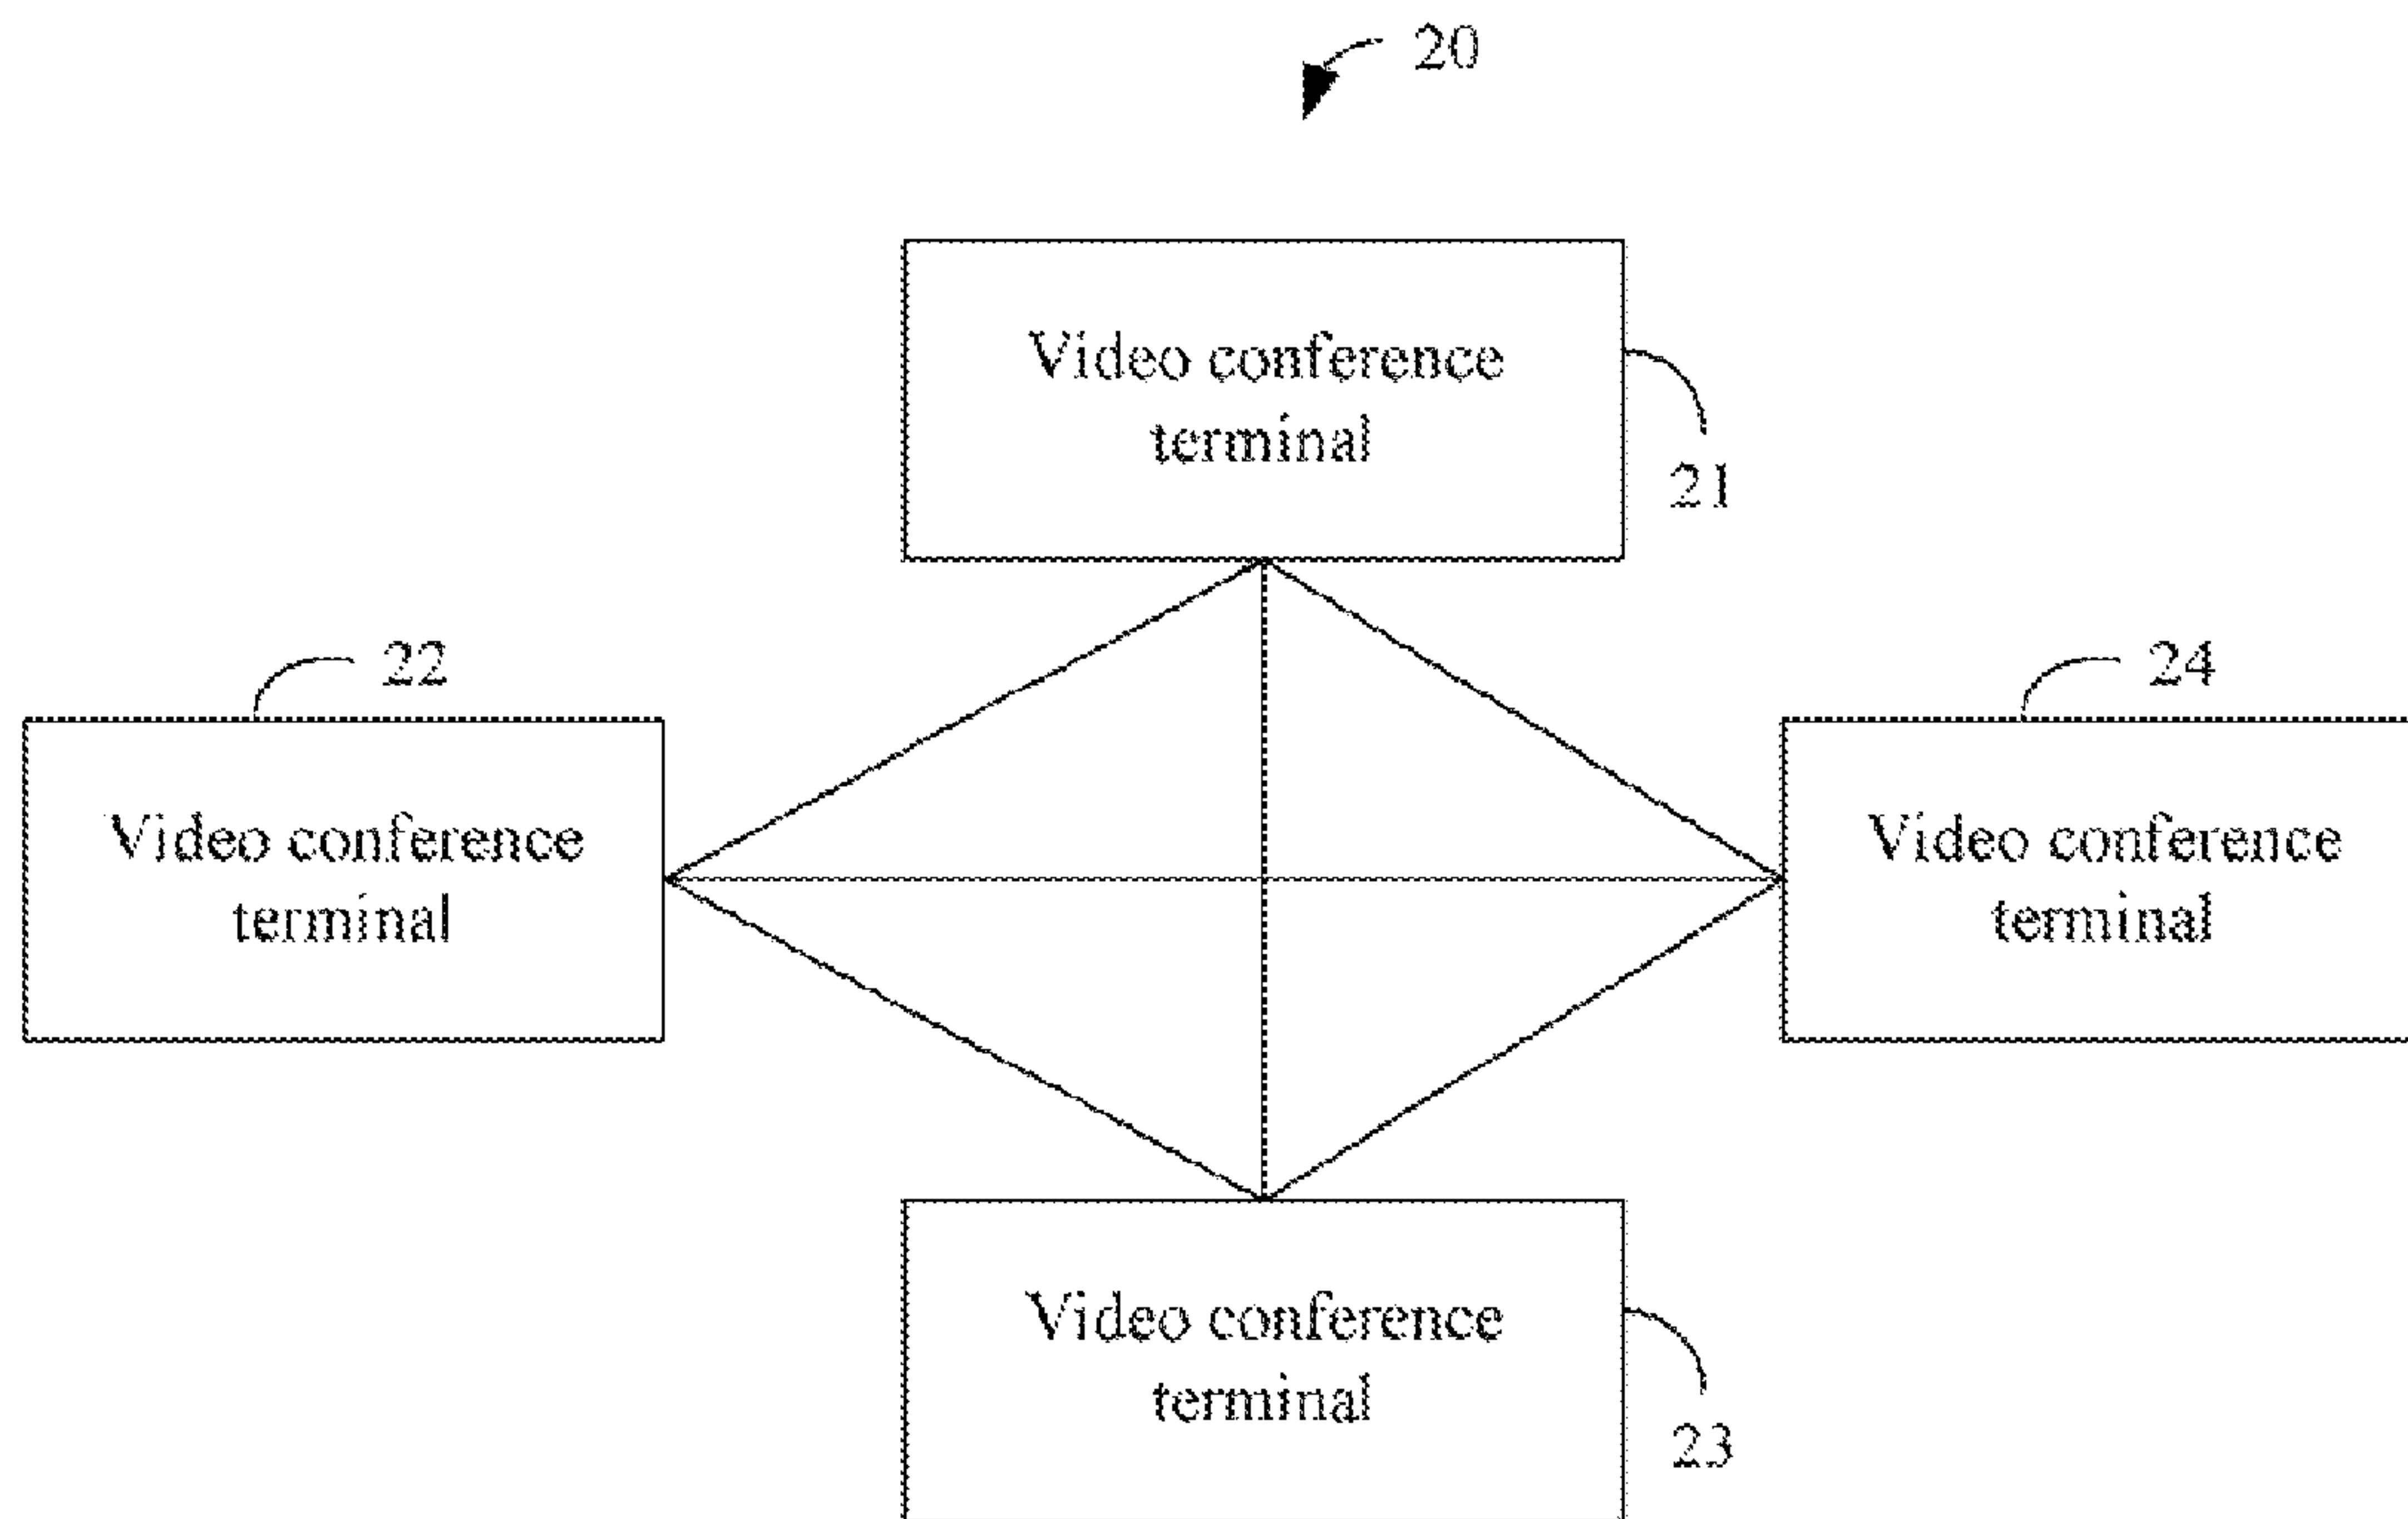 20
Video conference
terminal
21
22
Video conference
terminal
24
Video conference
terminal
Video conference
terminal
23